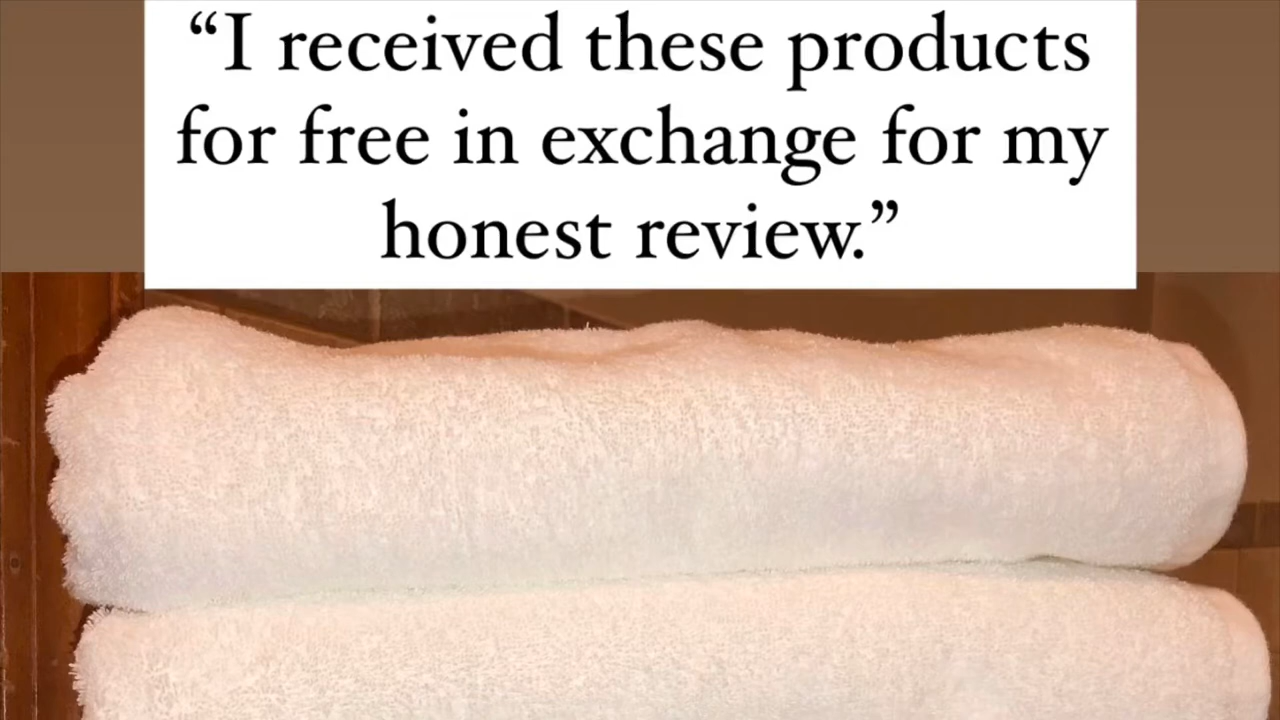 “I received these products
for free in exchange for my
honest review.”